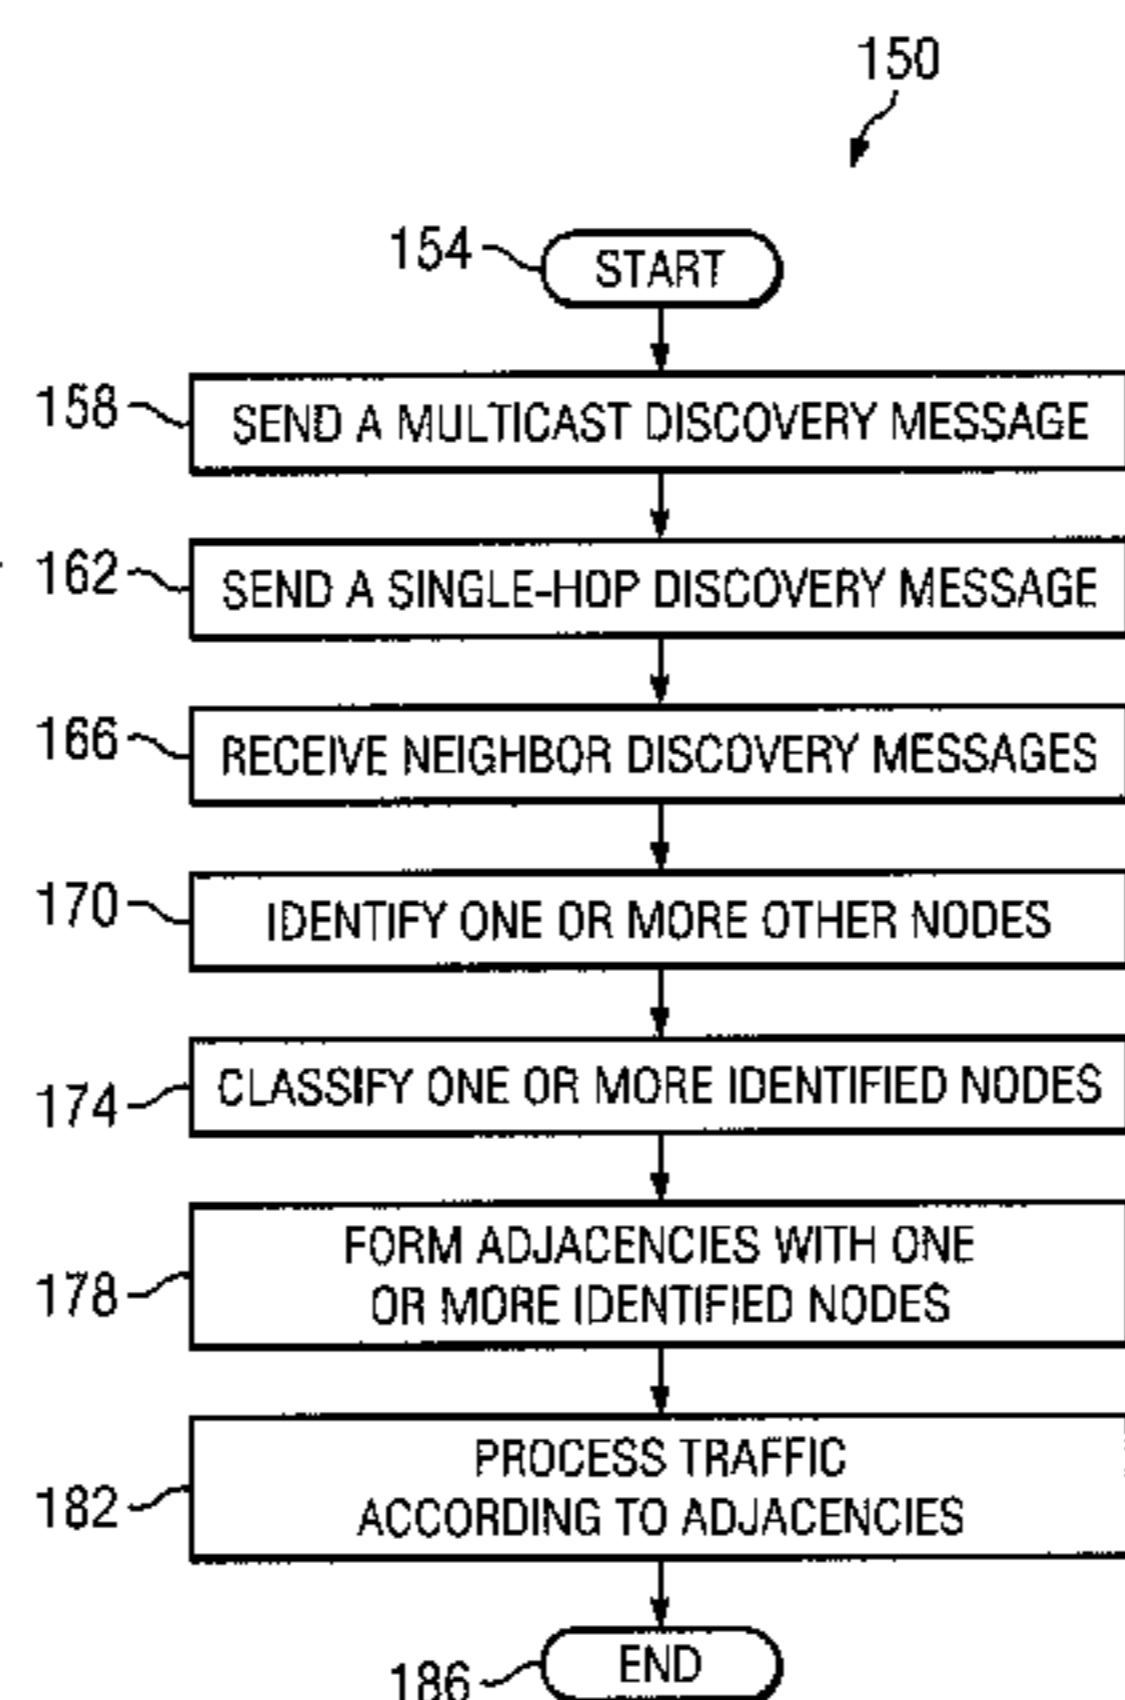 150
154 START
158 SEND A MULTICAST DISCOVERY MESSAGE
162 SEND A SINGLE-HOP DISCOVERY MESSAGE
166 RECEIVE NEIGHBOR DISCOVERY MESSAGES
170 IDENTIFY ONE OR MORE OTHER NODES
174 CLASSIFY ONE OR MORE IDENTIFIED NODES
FORM ADJACENCIES WITH ONE
178 OR MORE IDENTIFIED NODES
PROCESS TRAFFIC
182 ACCORDING TO ADJACENCIES
186 END